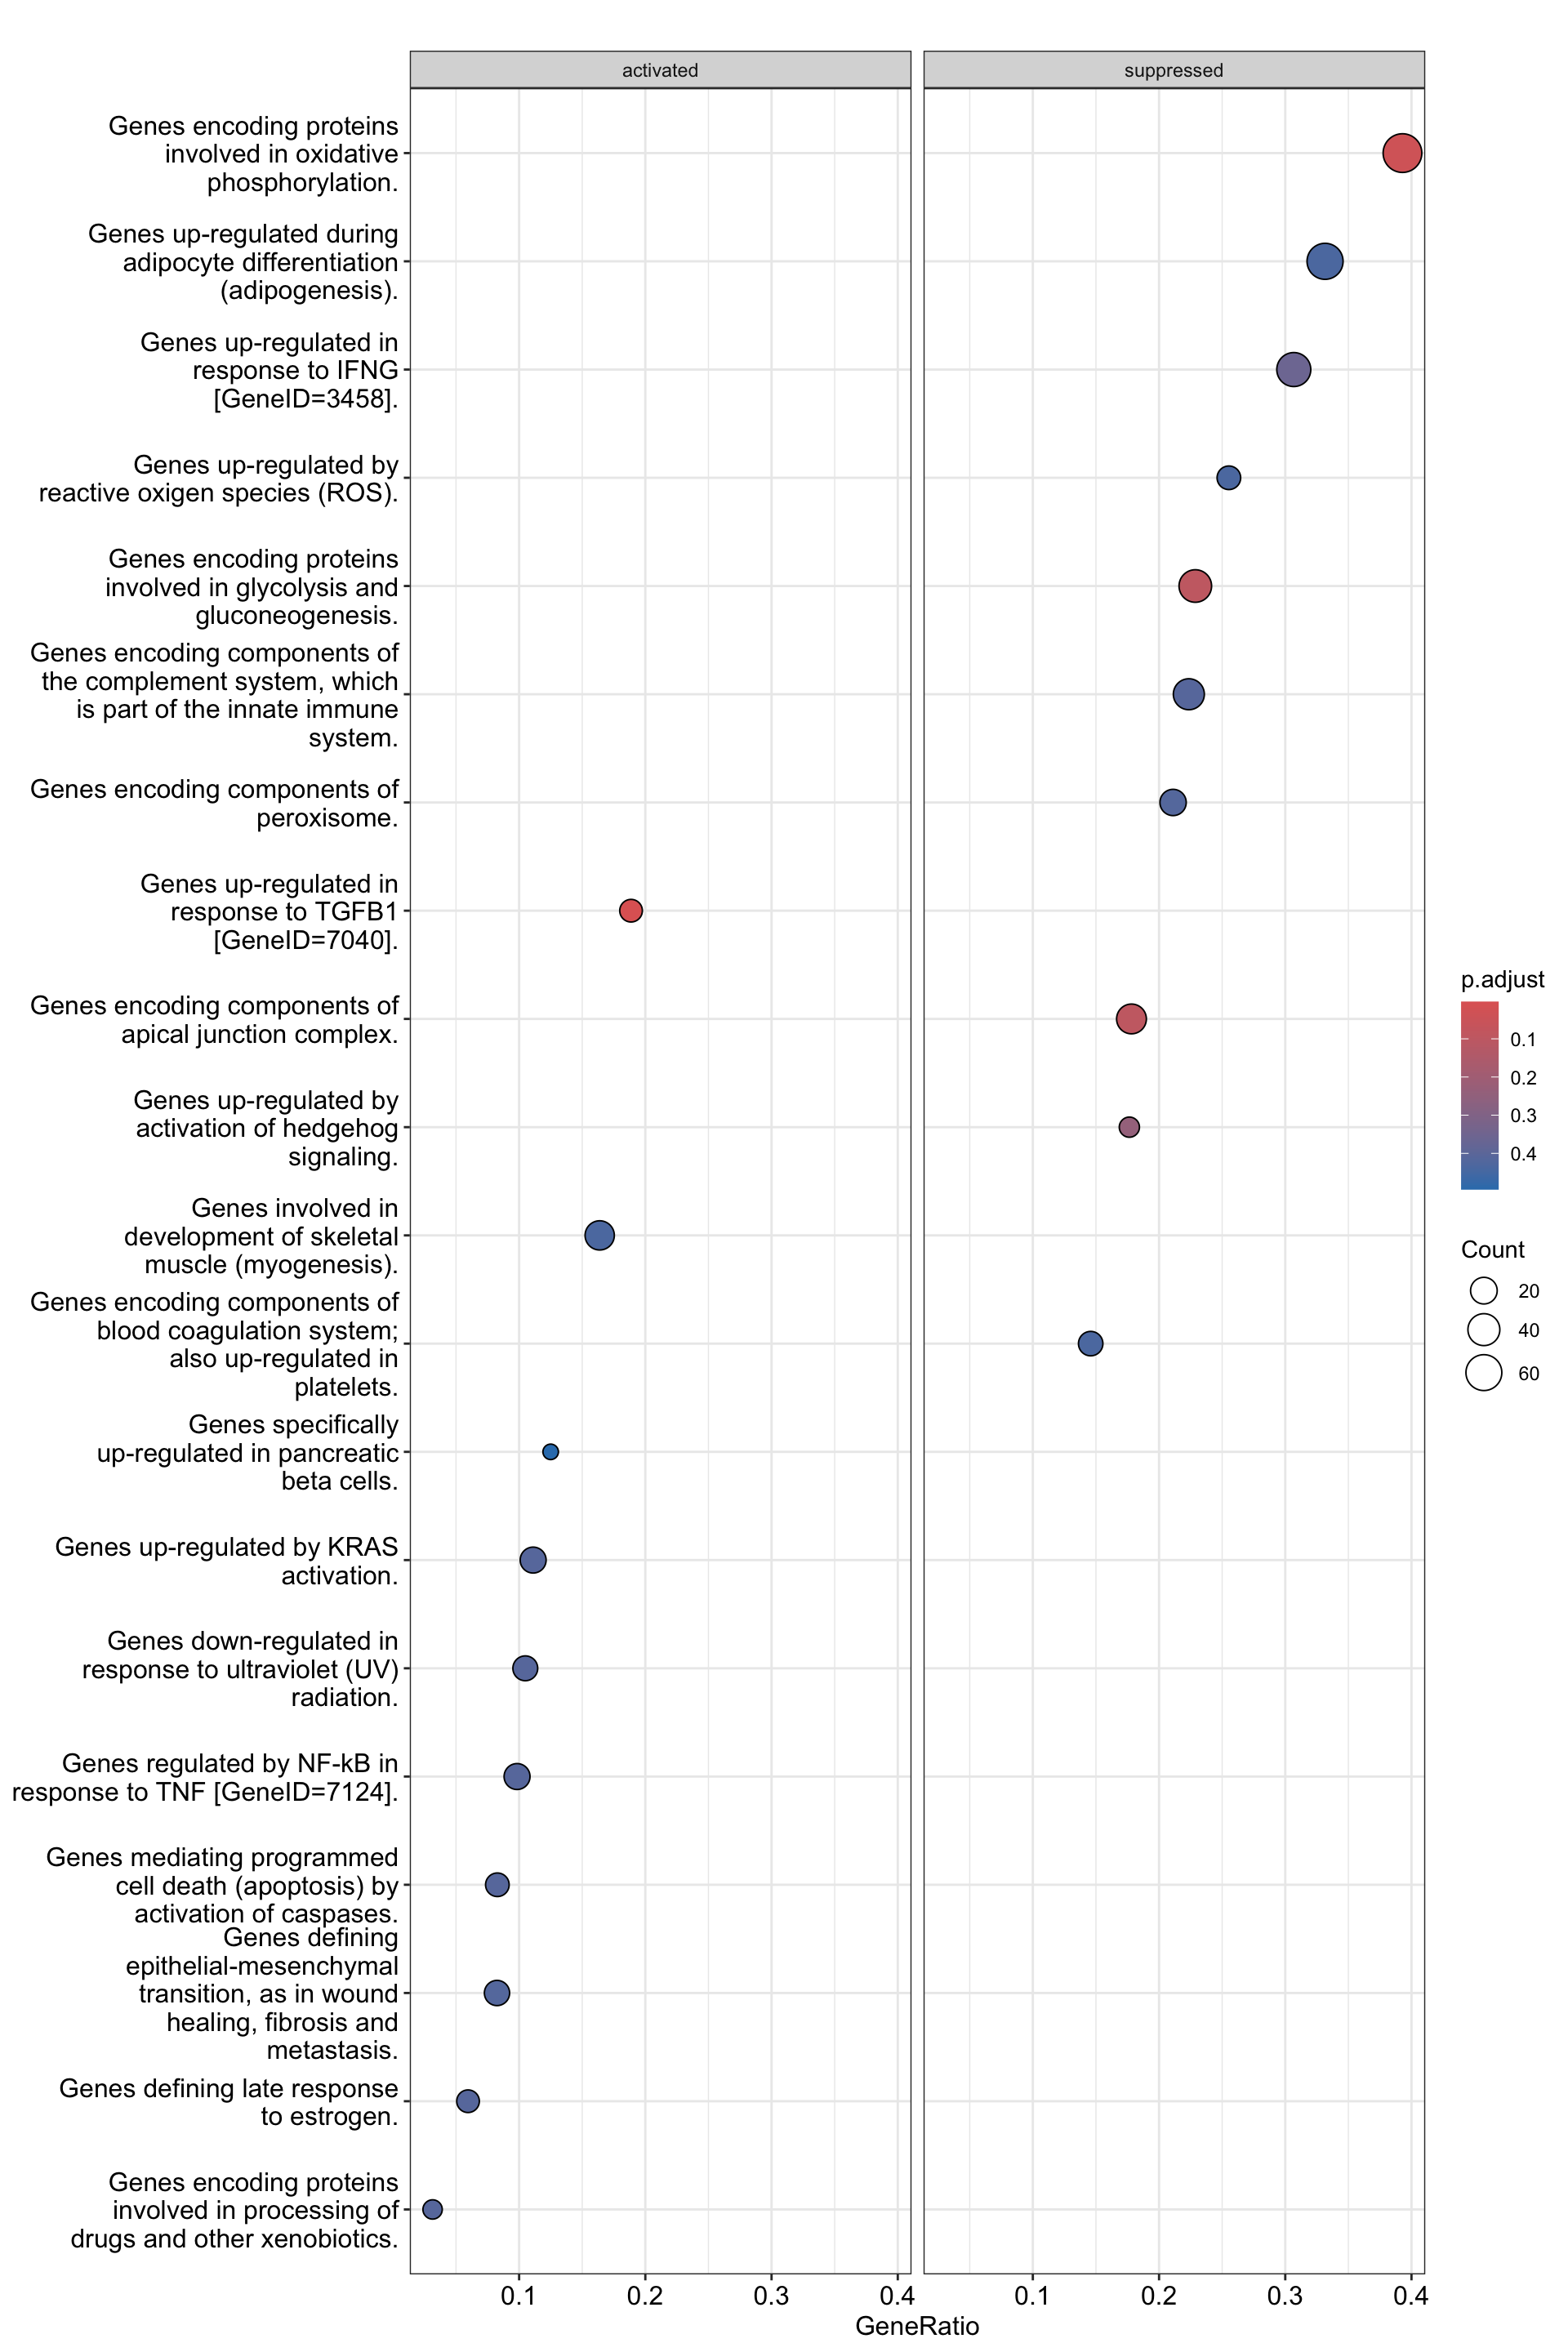 activated
suppressed
Genes encoding proteins
involved in oxidative
phosphorylation.
Genes up-regulated during
adipocyte differentiation
(adipogenesis).
Genes up-regulated in
response to IFNG
[GeneID=3458].
Genes up-regulated by
reactive oxigen species (ROS).
Genes encoding proteins
involved in glycolysis and
gluconeogenesis.
Genes encoding components of
the complement system, which
is part of the innate immune
system.
Genes encoding components of
peroxisome.
Genes up-regulated in
response to TGFB1
[GeneID=7040].
Genes encoding components of
apical junction complex.
Genes up-regulated by
activation of hedgehog
signaling.
Genes involved in
development of skeletal
muscle (myogenesis).
Genes encoding components of
blood coagulation system;
also up-regulated in
platelets.
Genes specifically
up-regulated in pancreatic
beta cells.
Genes up-regulated by KRAS
activation.
Genes down-regulated in
response to ultraviolet (UV)
radiation.
Genes regulated by NF-kB in
response to TNF [GeneID=7124].
Genes mediating programmed
cell death (apoptosis) by
activation of caspases.
Genes defining
epithelial-mesenchymal
transition, as in wound
healing, fibrosis and
metastasis.
Genes defining late response
to estrogen.
Genes encoding proteins
involved in processing of
drugs and other xenobiotics.
0.1 0.2 0.3 0.4
0.1 0.2 0.3 0.4
GeneRatio
p.adjust
0.1
0.2
0.3
0.4
Count
20
40
60